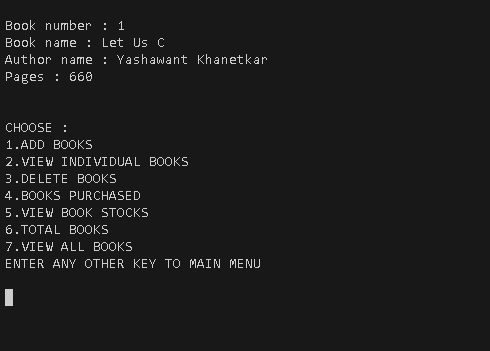 Book number : 1
Book name : Let Us C
Author name : Yashawant Khanetkar
Pages : 660
CHOOSE :
1.ADD BOOKS
2.VIEW INDIVIDUAL BOOKS
3.DELETE BOOKS
4.BOOKS PURCHASED
5.VIEW BOOK STOCKS
6.TOTAL BOOKS
7.VIEW ALL BOOKS
ENTER ANY OTHER KEY TO MAIN MENU